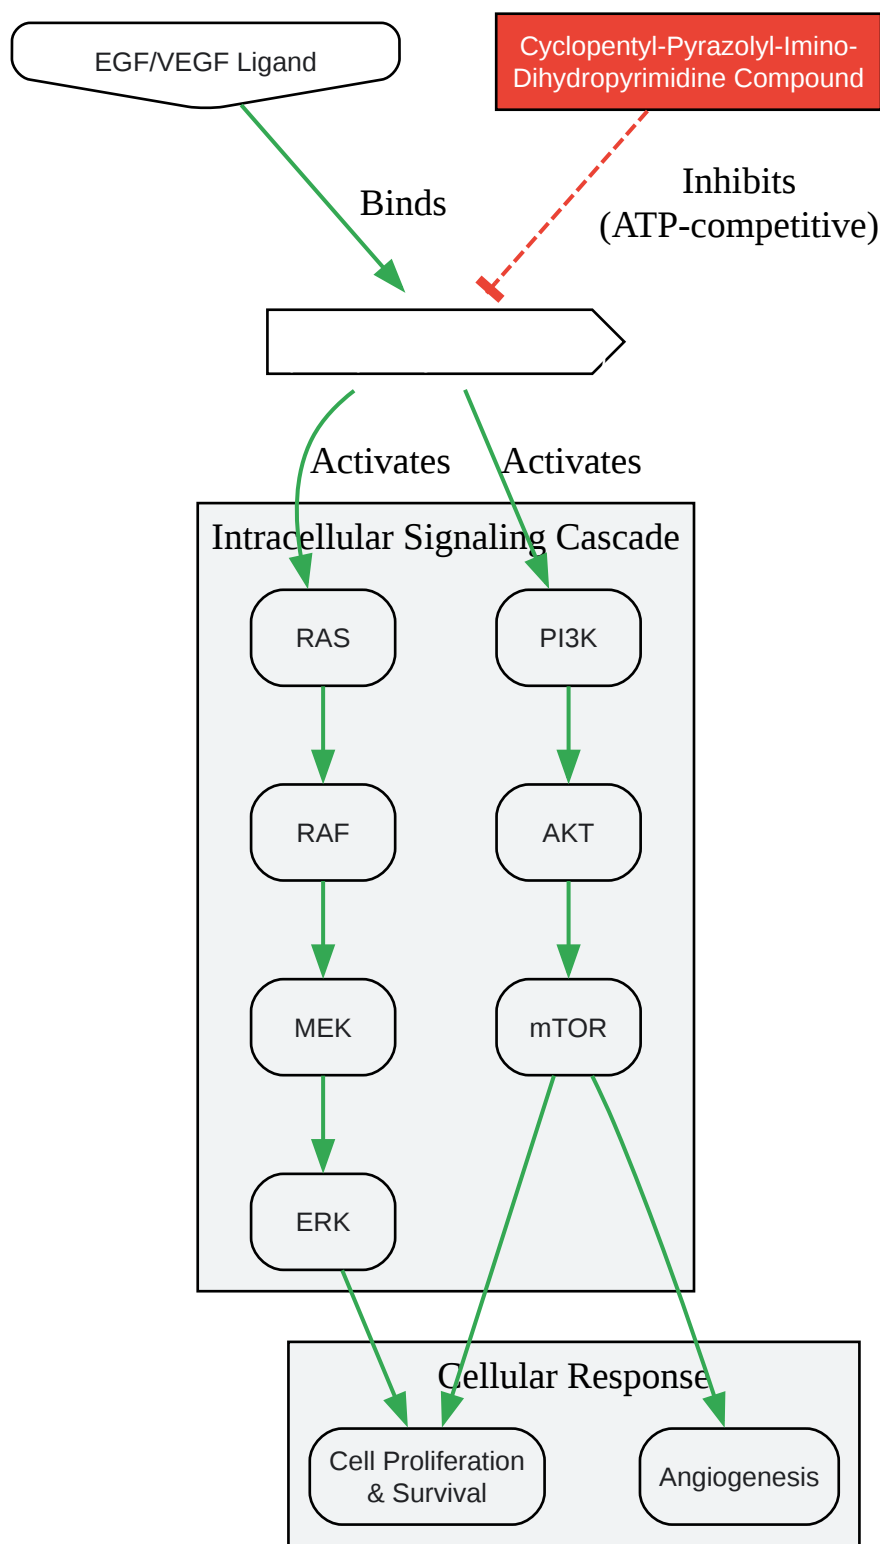 EGF/VEGF Ligand
Cyclopentyl-Pyrazolyl-Imino-
Dihydropyrimidine Compound
Binds
Inhibits
(ATP-competitive)
Activates
Activates
Intracellular Signaling Cascade
RAS
PI3K
RAF
AKT
MEK
mTOR
ERK
Cellular Response
Cell Proliferation
& Survival
Angiogenesis